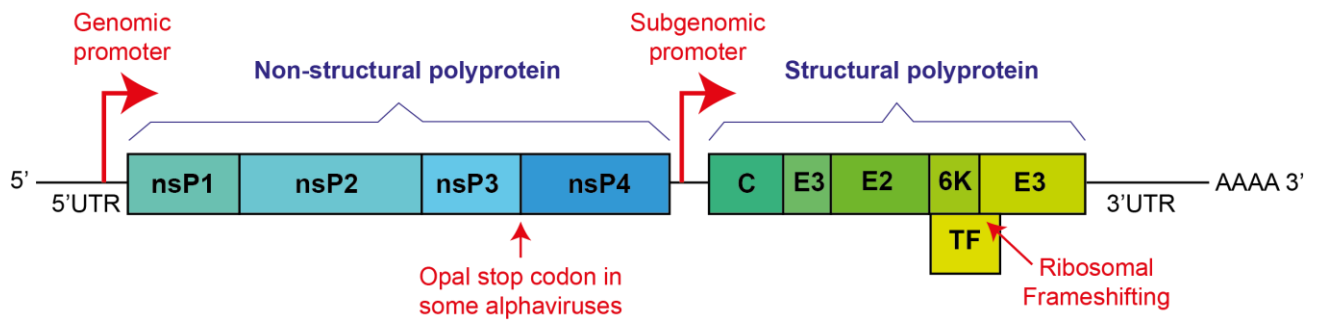 Genomic
promoter
Subgenomic
promoter
Non-structural polyprotein
Structural polyprotein
5’
5’UTR
nsP1
nsP2
nsP3
nsP4
C
E3
E2
6K
E3
TF
3’UTR
AAAA 3’
Opal stop codon in
some alphaviruses
Ribosomal
Frameshifting